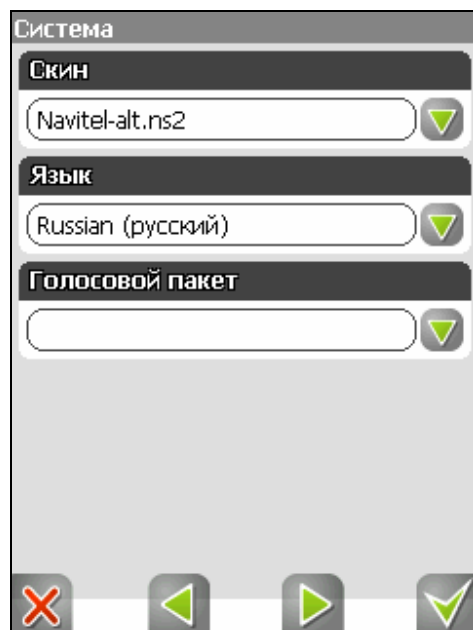 Система
Скин
Navitel-alt.ns2
Язык
Russian (русский)
Голосовой пакет